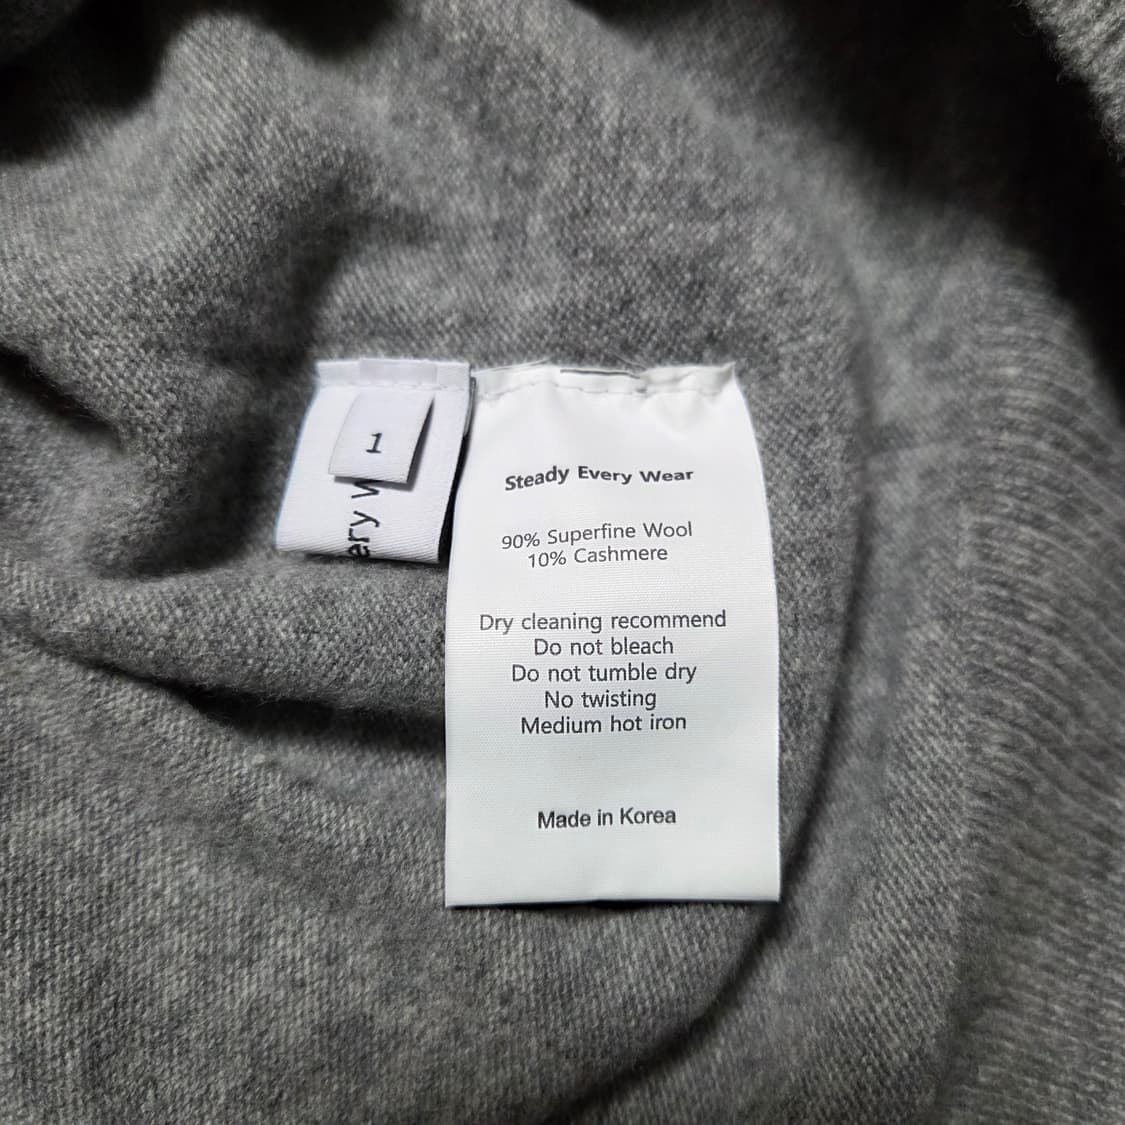 1
ery W
Steady Every Wear
90% Superfine Wool
10% Cashmere
Dry cleaning recommend
Do not bleach
Do not tumble dry
No twisting
Medium hot iron
Made in Korea